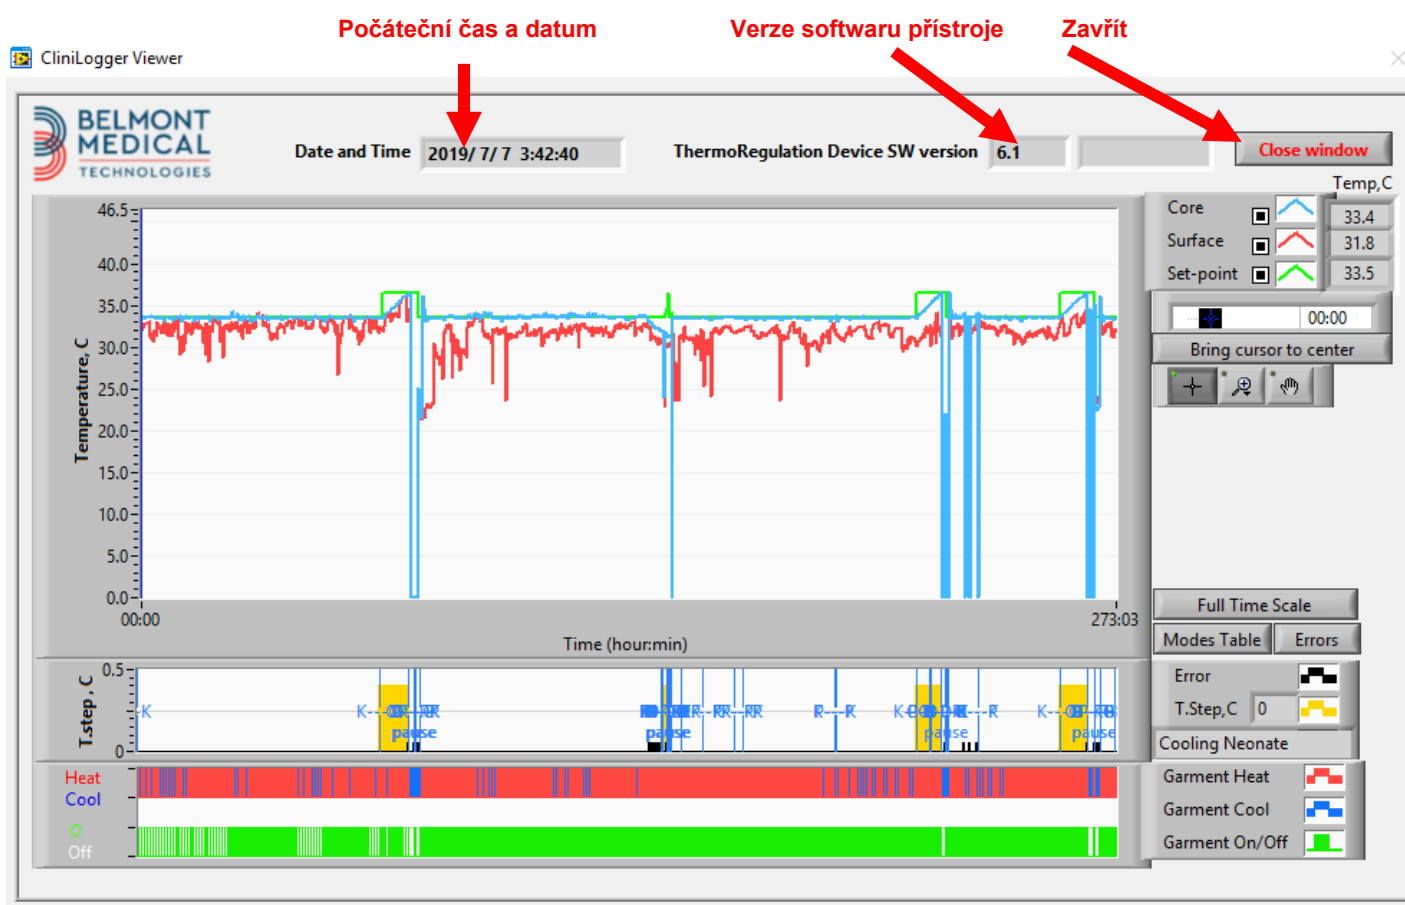 Počáteční čas a datum
Verze softwaru přístroje
Zavřít
CliniLogger Viewer
BELMONT
MEDICAL
TECHNOLOGIES
Date and Time 2019/ 7/ 7 3:42:40
ThermoRegulation Device SW version 6.1
Close window
Temp,C
Core 33.4
Surface 31.8
Set-point 33.5
00:00
Bring cursor to center
Temperature, C
46.5
40.0
35.0
30.0
25.0
20.0
15.0
10.0
5.0
0.0
00:00
273:03
Time (hour:min)
Full Time Scale
Modes Table
Errors
T.step, C
0.5
0
K
pause
pause
pause
pause
Error
T.Step,C 0
Cooling Neonate
Heat
Cool
O
Off
Garment Heat
Garment Cool
Garment On/Off